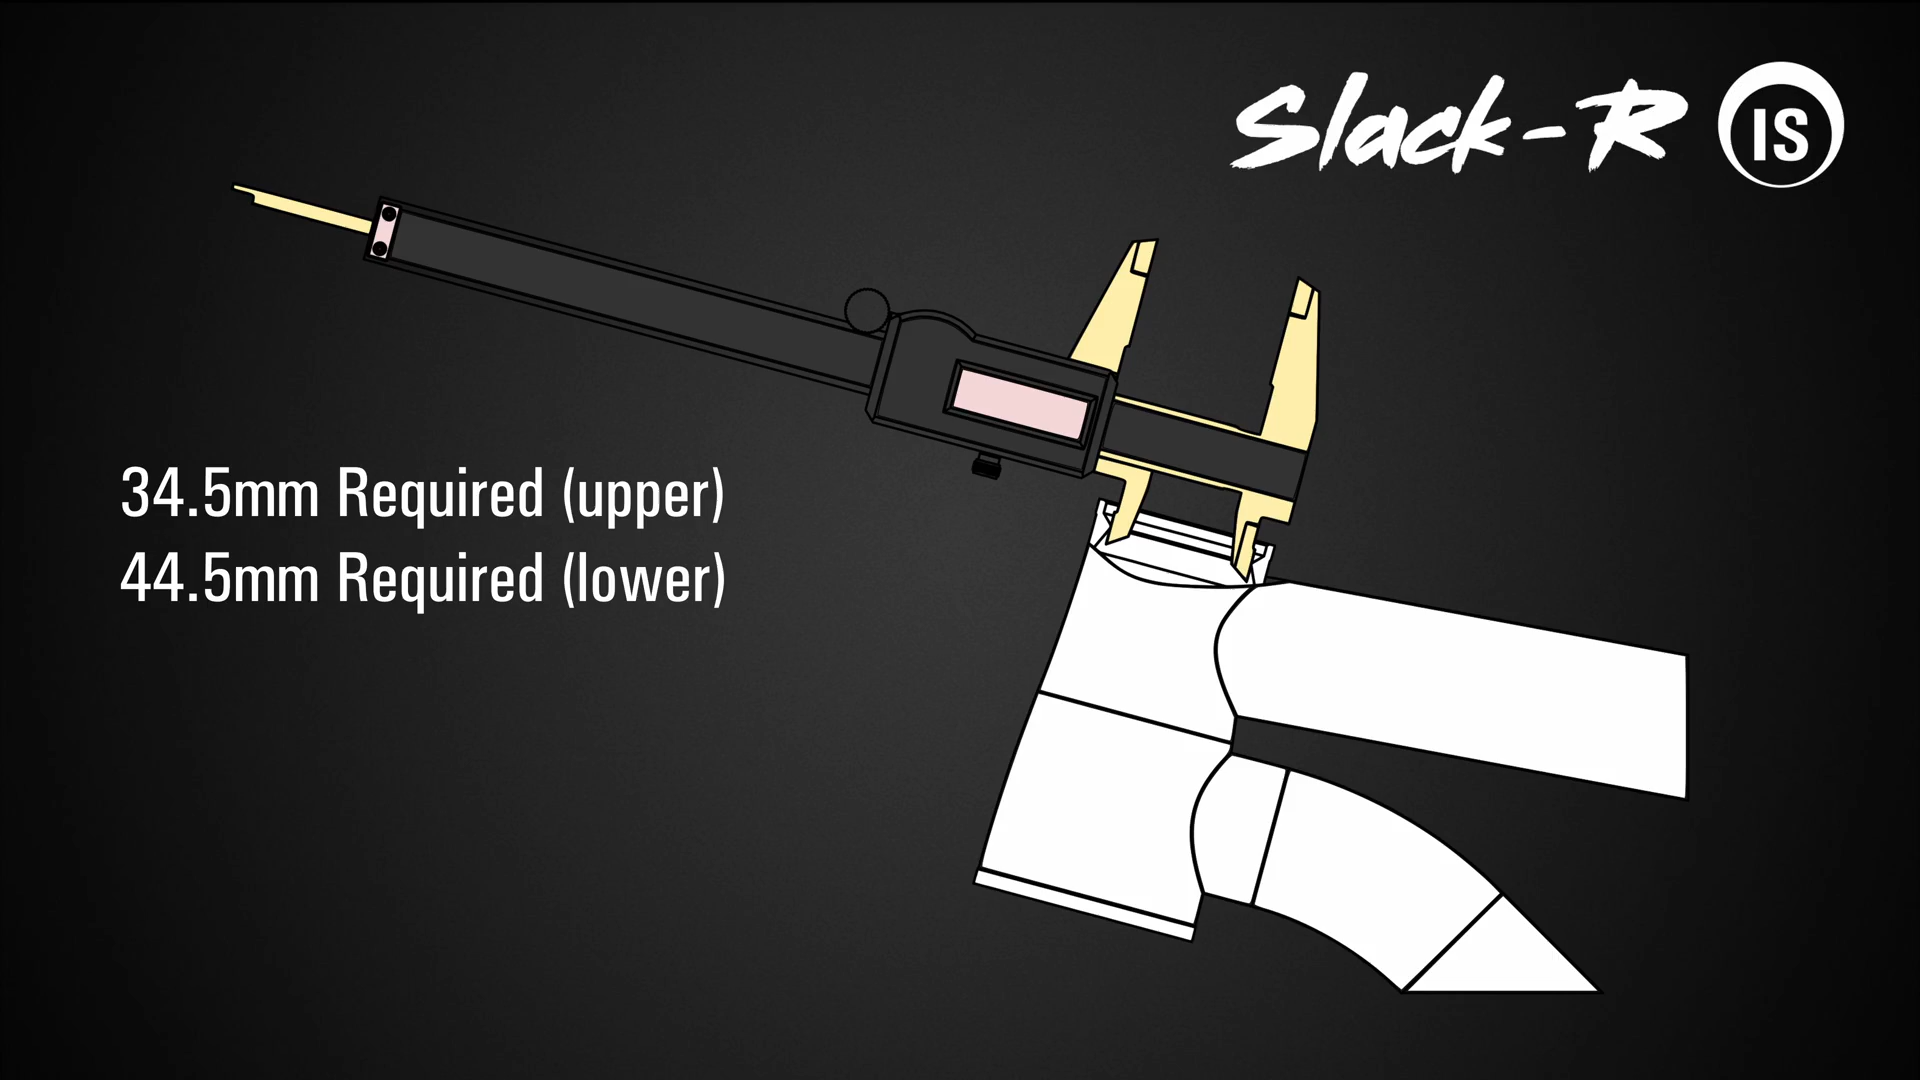 Slack-R IS
34.5mm Required (upper)
44.5mm Required (lower)